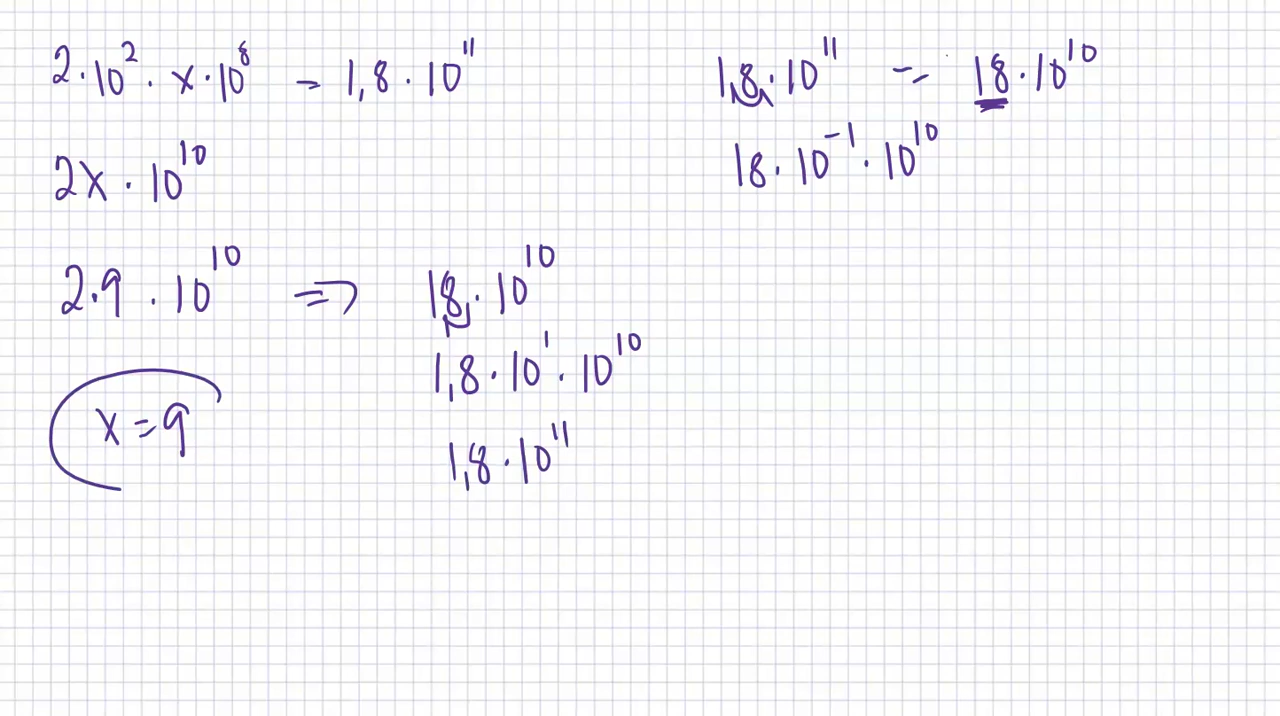 2·10² · x·10⁸ = 1,8·10¹¹
2x · 10¹⁰
2·9 · 10¹⁰ ⇒ 18·10¹⁰
1,8·10¹·10¹⁰
1,8·10¹¹
x=9
1,8·10¹¹ = 18·10¹⁰
18·10⁻¹·10¹⁰